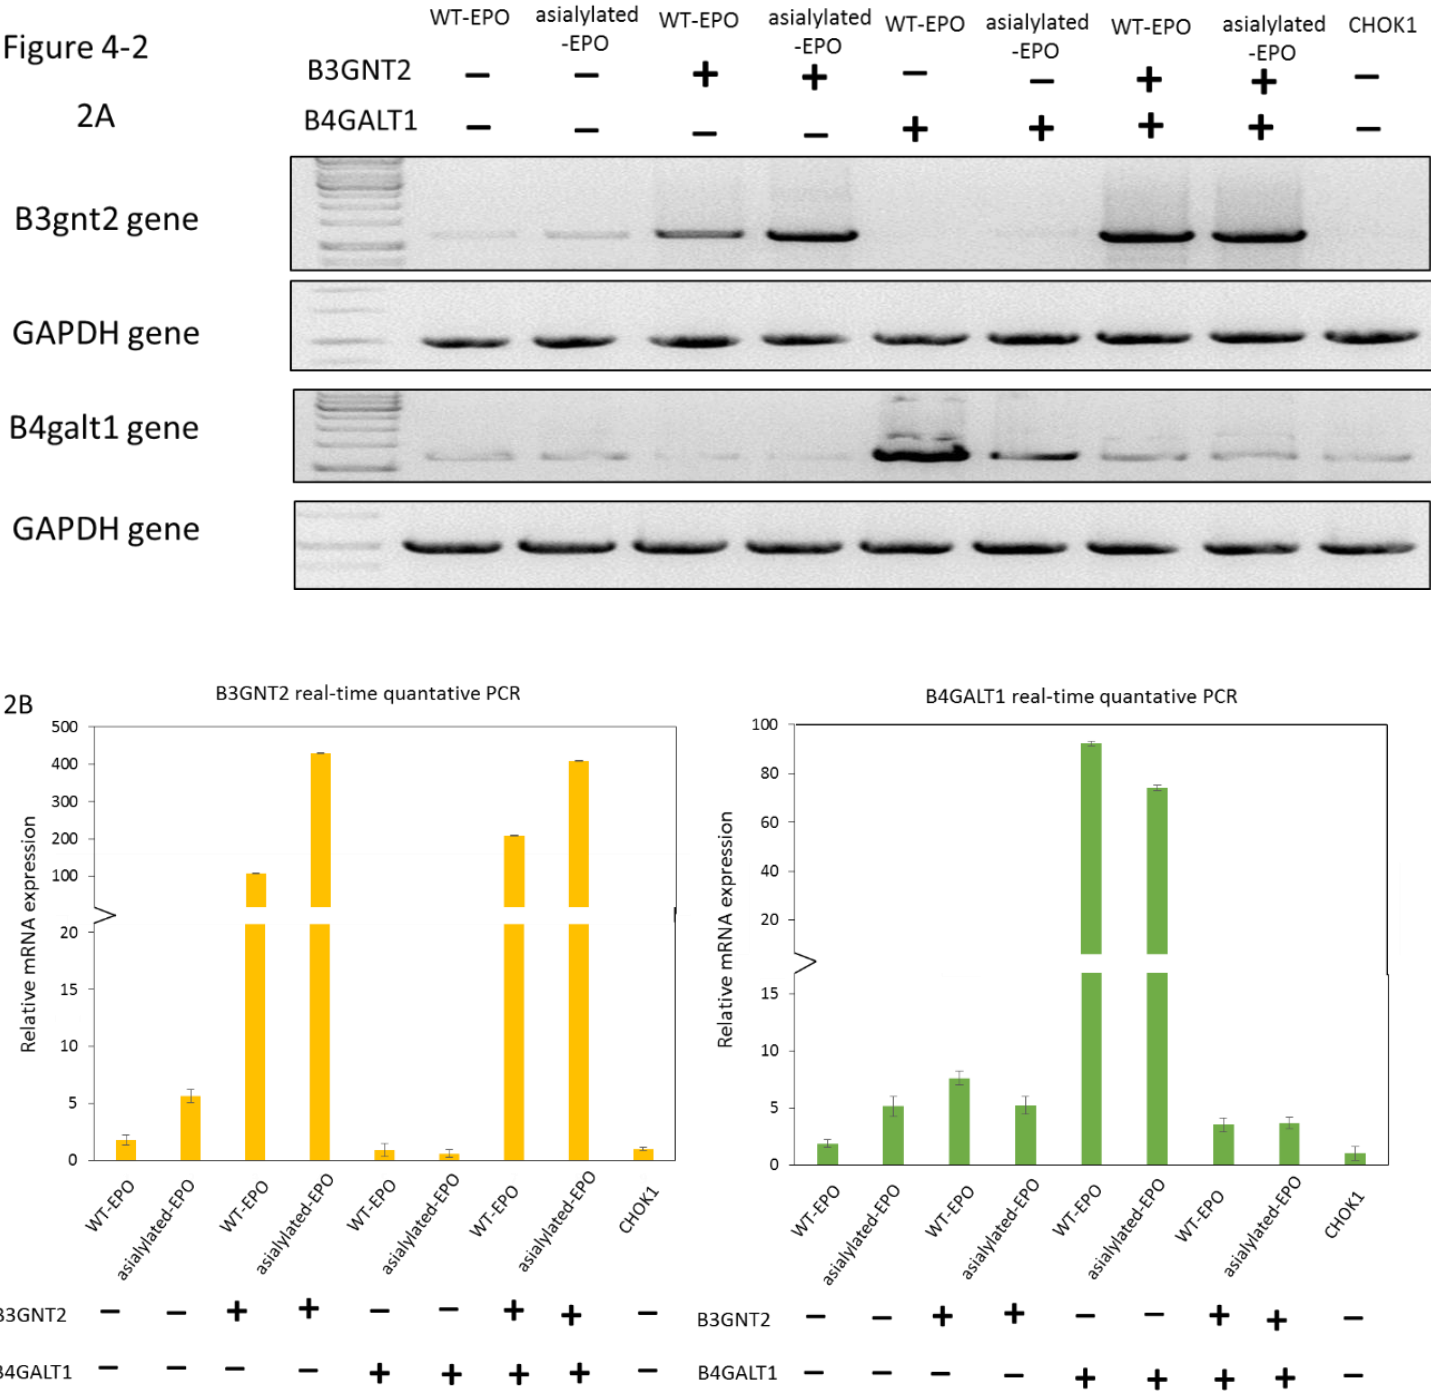 WT-EPO asialylated -EPO WT-EPO asialylated -EPO WT-EPO asialylated -EPO WT-EPO asialylated -EPO CHOK1
Figure 4-2
B3GNT2 − − + + − − + + −
2A
B4GALT1 − − − − + + + + −
B3gnt2 gene
GAPDH gene
B4galt1 gene
GAPDH gene
2B
B3GNT2 real-time quantative PCR
Relative mRNA expression
500
400
300
200
100
20
15
10
5
0
WT-EPO asialylated-EPO WT-EPO asialylated-EPO WT-EPO asialylated-EPO WT-EPO asialylated-EPO CHOK1
B3GNT2 − − + + − − + + −
B4GALT1 − − − − + + + + −
B4GALT1 real-time quantative PCR
Relative mRNA expression
100
80
60
40
20
15
10
5
0
WT-EPO asialylated-EPO WT-EPO asialylated-EPO WT-EPO asialylated-EPO WT-EPO asialylated-EPO CHOK1
B3GNT2 − − + + − − + + −
B4GALT1 − − − − + + + + −